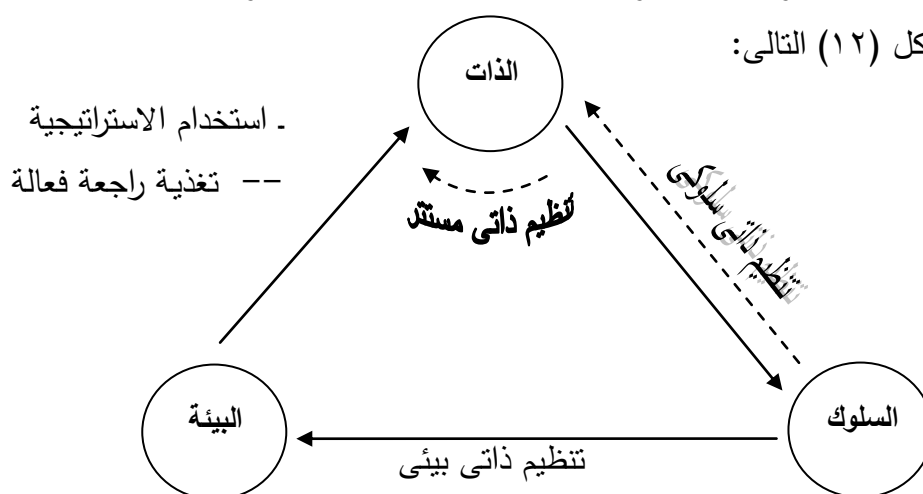 كل (١٢) التالى:
الذات
ـ استخدام الاستراتيجية
-- تغذية راجعة فعالة
تنظيم ذاتى مستتر
تنظيم ذاتى سلوكى
البيئة
السلوك
تنظيم ذاتى بيئى